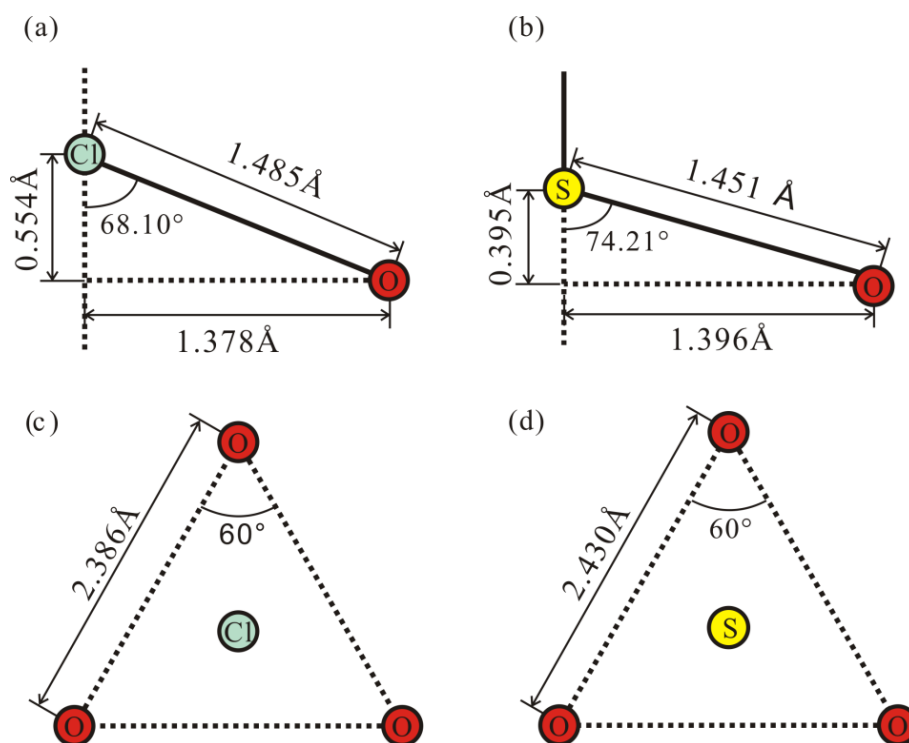 (a)
(b)
Cl
1.485Å
0.554Å
68.10°
O
1.378Å
S
1.451 Å
0.395Å
74.21°
O
1.396Å
(c)
(d)
O
2.386Å
60°
Cl
O
O
O
2.430Å
60°
S
O
O